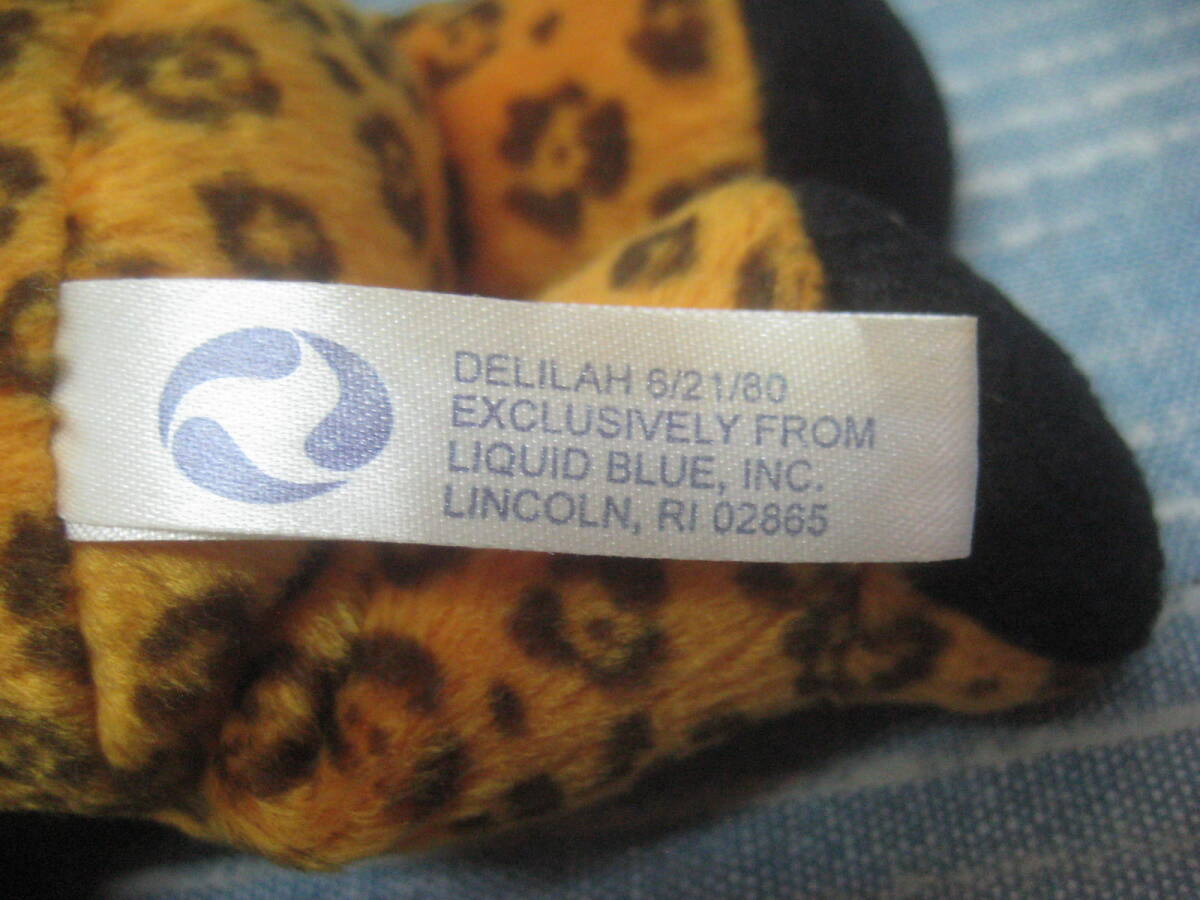 DELILAH 6/21/80
EXCLUSIVELY FROM
LIQUID BLUE, INC.
LINCOLN, RI 02865